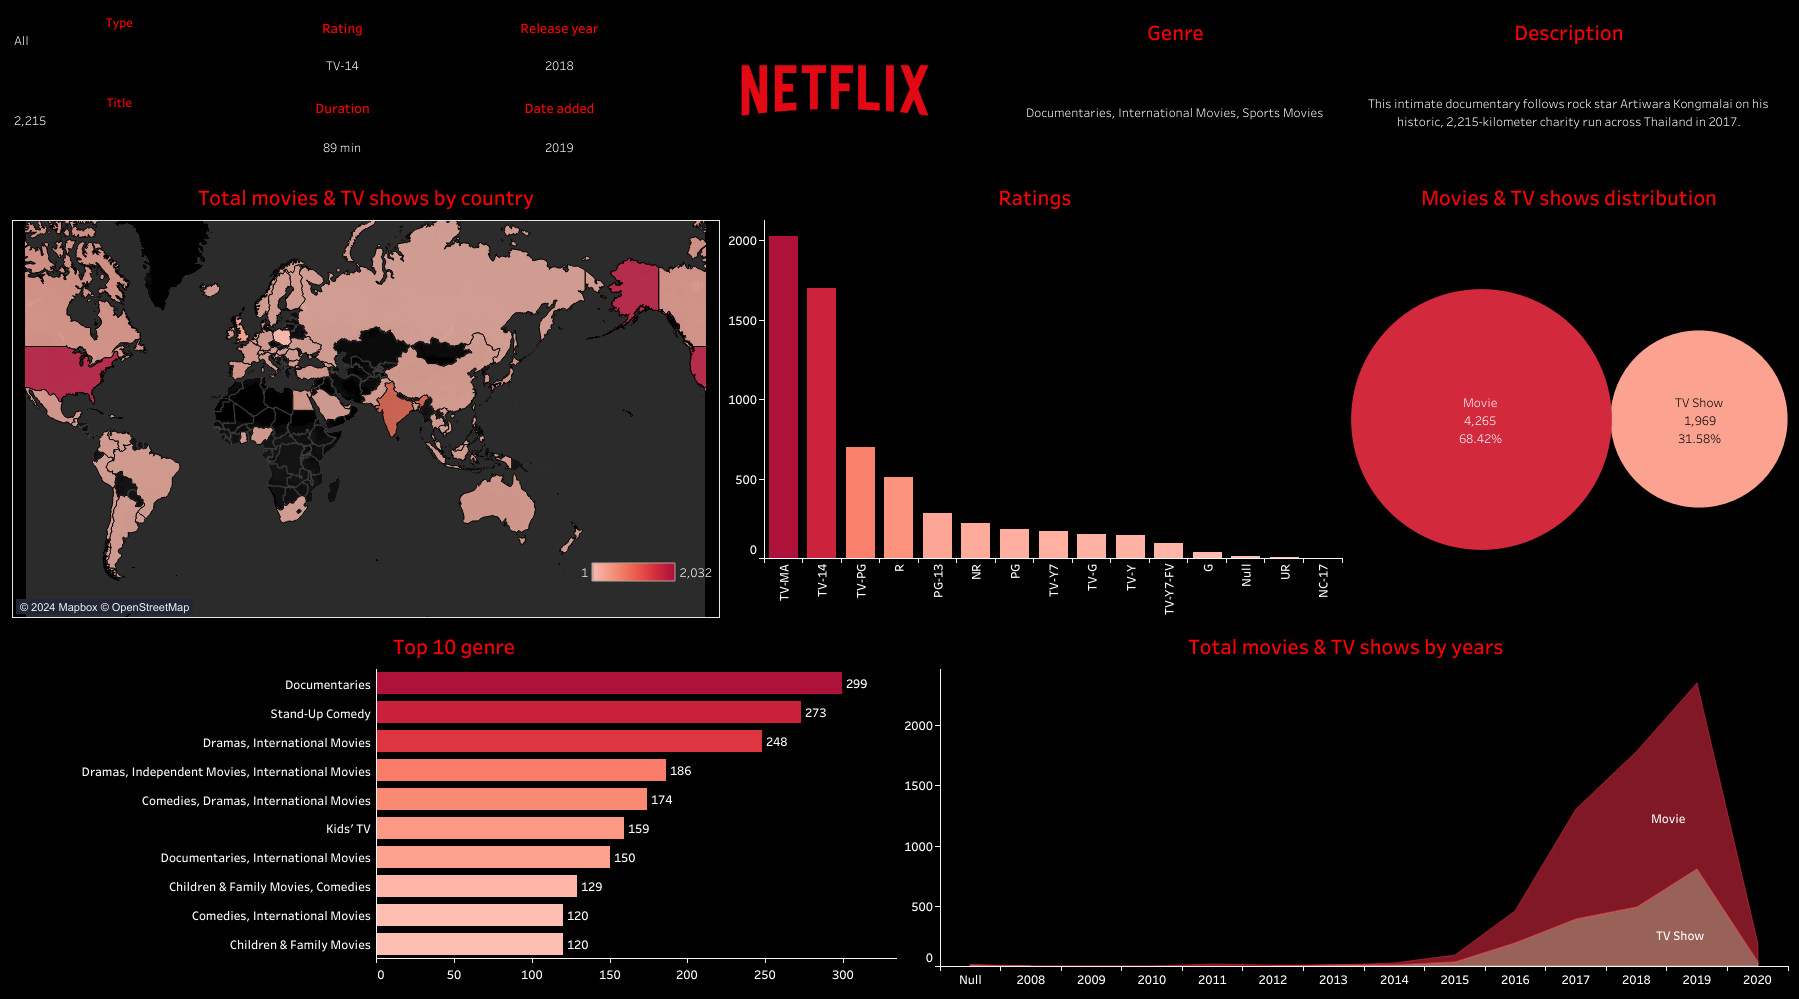 Type
All
Title
2,215
Rating
TV-14
Duration
89 min
Release year
2018
Date added
2019
NETFLIX
Genre
Documentaries, International Movies, Sports Movies
Description
This intimate documentary follows rock star Artiwara Kongmalai on his
historic, 2,215-kilometer charity run across Thailand in 2017.
Total movies & TV shows by country
1
2,032
© 2024 Mapbox © OpenStreetMap
Ratings
2000
1500
1000
500
0
TV-MA
TV-14
TV-PG
R
PG-13
NR
PG
TV-Y7
TV-G
TV-Y
TV-Y7-FV
G
Null
UR
NC-17
Movies & TV shows distribution
Movie
4,265
68.42%
TV Show
1,969
31.58%
Top 10 genre
Documentaries 299
Stand-Up Comedy 273
Dramas, International Movies 248
Dramas, Independent Movies, International Movies 186
Comedies, Dramas, International Movies 174
Kids' TV 159
Documentaries, International Movies 150
Children & Family Movies, Comedies 129
Comedies, International Movies 120
Children & Family Movies 120
0 50 100 150 200 250 300
Total movies & TV shows by years
2000
1500
1000
500
0
Movie
TV Show
Null 2008 2009 2010 2011 2012 2013 2014 2015 2016 2017 2018 2019 2020